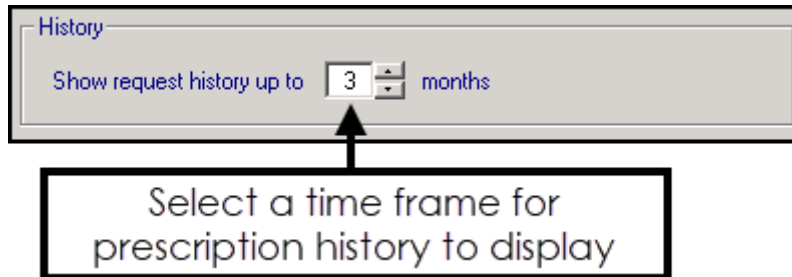 History
Show request history up to 3 months
Select a time frame for
prescription history to display